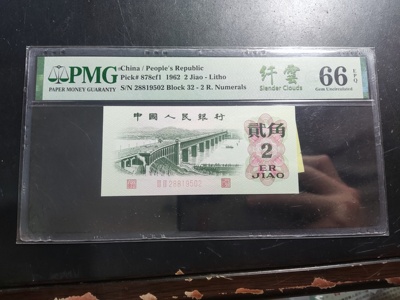 PMG
PAPER MONEY GUARANTY
China / People's Republic
Pick# 878cf1 1962 2 Jiao - Litho
S/N 28819502 Block 32 - 2 R. Numerals
纤雲
Slender Clouds
66 EPQ
Gem Uncirculated
中国人民银行
贰角
2
ER
JIAO
28819502